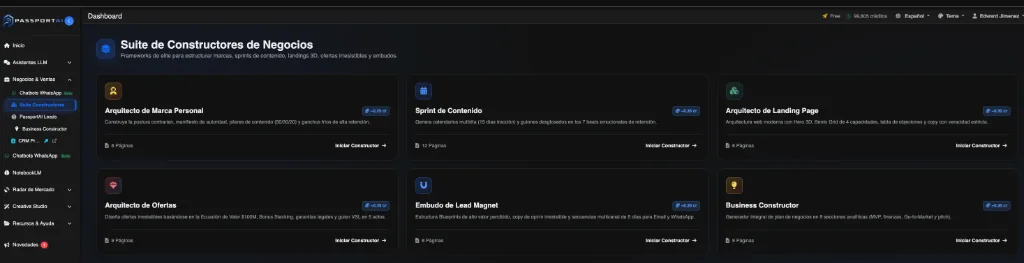 PASSPORTAI
Dashboard
Free
Español
Tema
Edward Jimenez
Inicio
Asistentes LLM
Negocios & Ventas
Chatbots WhatsApp
Suite Constructores
PassportAI Leads
Business Constructor
CRM Pi...
Chatbots WhatsApp
NotebookLM
Radar de Mercado
Creative Studio
Recursos & Ayuda
Novedades
Suite de Constructores de Negocios
Frameworks de élite para estructurar marcas, sprints de contenido, landings 3D, ofertas irresistibles y embudos.
Arquitecto de Marca Personal
Construye la postura contrarian, manifiesto de autoridad, pilares de contenido (50/30/20) y ganchos fríos de alta retención.
Páginas
Iniciar Constructor →
Sprint de Contenido
Genera calendarios multifila (15 días inacción) y guiones desglosados en los 7 levels emocionales de retención.
Páginas
Iniciar Constructor →
Arquitecto de Landing Page
Arquitectura web moderna con Hero 3D, Bento Grid de 4 capacidades, tabla de objeciones y copy con veracidad estricta.
Páginas
Iniciar Constructor →
Arquitecto de Ofertas
Diseña ofertas irresistibles basándose en la Ecuación de Valor $100M, Bonus Stacking, garantías legales y guion VSL en 5 actos.
Páginas
Iniciar Constructor →
Embudo de Lead Magnet
Estructura Blueprints de alto valor percibido, copy de opt-in irresistible y secuencias multicanal de 5 días para Email y WhatsApp.
Páginas
Iniciar Constructor →
Business Constructor
Generador integral de plan de negocios en 9 secciones analíticas (MVP, finanzas, Go-to-Market y pitch).
Páginas
Iniciar Constructor →